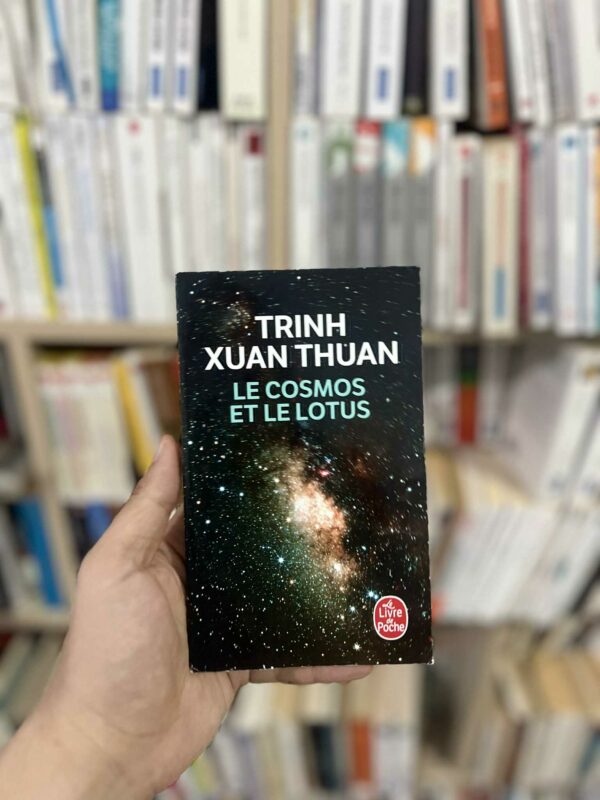 TRINH
XUAN THUAN
LE COSMOS
ET LE LOTUS
Le
Livre
de
Poche